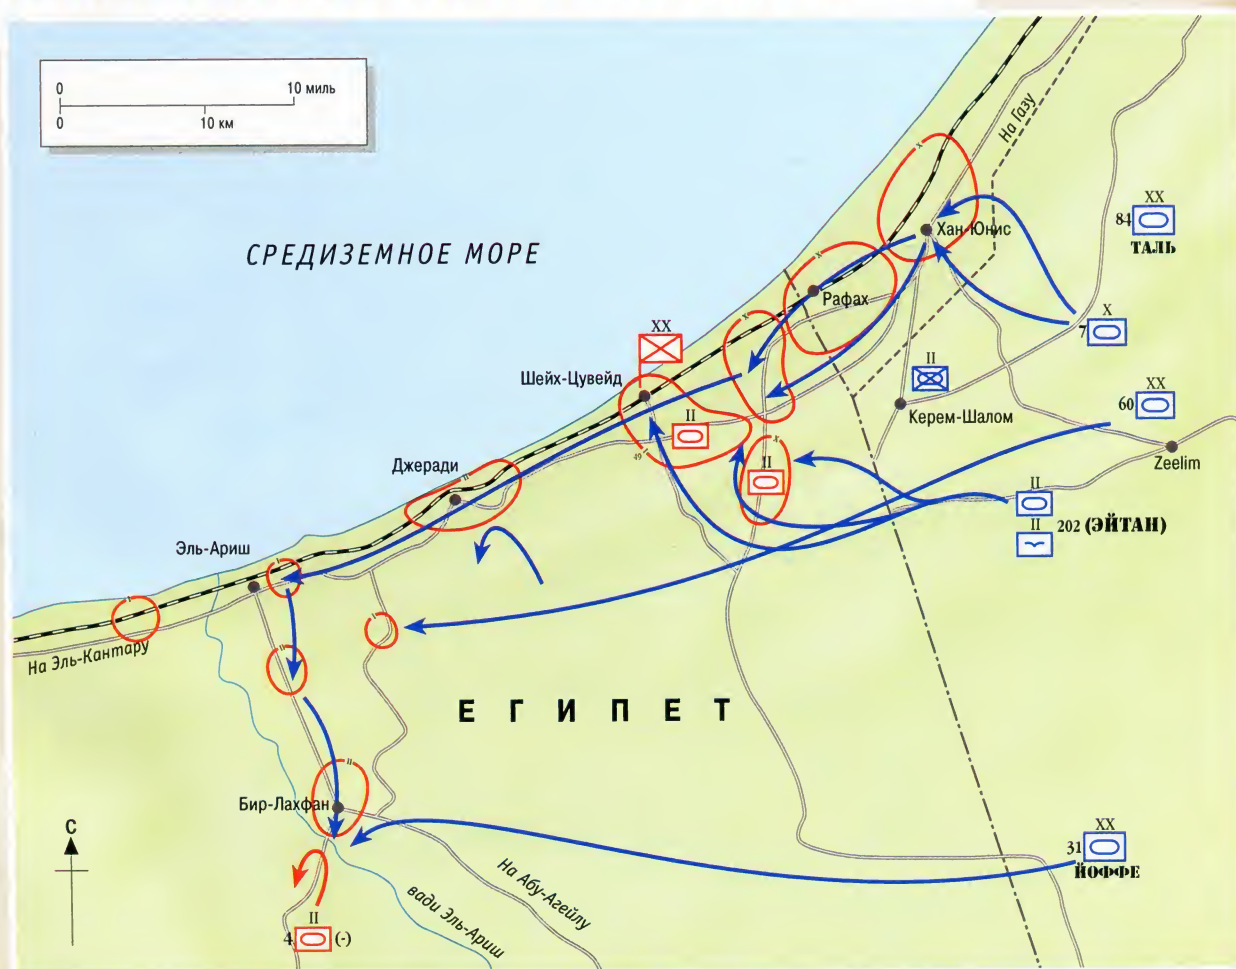 0 10 миль
0 10 км
На Газу
XX
84
ТАЛЬ
СРЕДИЗЕМНОЕ МОРЕ
X
Хан-Юнис
X
Рафах
X
X
7
XX
Шейх-Цувейд
II
Керем-Шалом
XX
60
II
49 I
Джеради
II
X
II
Zeelim
II
II
202 (ЭЙТАН)
Эль-Ариш
I
I
I
На Эль-Кантару
II
ЕГИПЕТ
II
Бир-Лахфан
С
XX
31
ЙОФФЕ
На Абу-Агейлу
вади Эль-Ариш
II
4 (-)